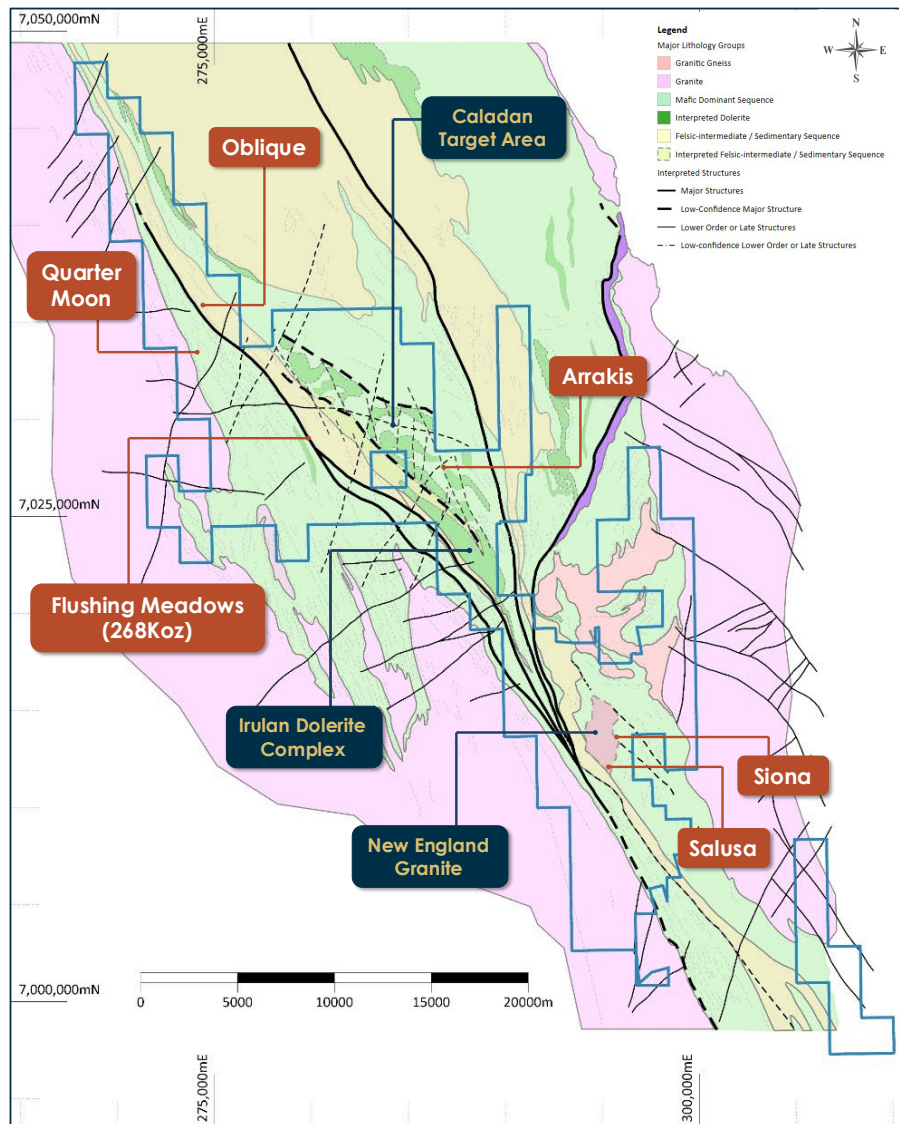 7,050,000mN
275,000mE
Legend
Major Lithology Groups
Granitic Gneiss
Granite
Mafic Dominant Sequence
Interpreted Dolerite
Felsic-intermediate / Sedimentary Sequence
Interpreted Felsic-intermediate / Sedimentary Sequence
Interpreted Structures
Major Structures
Low-Confidence Major Structure
Lower Order or Late Structures
Low-confidence Lower Order or Late Structures
N
W E
S
Caladan
Target Area
Oblique
Quarter
Moon
Arrakis
7,025,000mN
Flushing Meadows
(268Koz)
Irulan Dolerite
Complex
Siona
New England
Granite
Salusa
7,000,000mN
0 5000 10000 15000 20000m
275,000mE
300,000mE